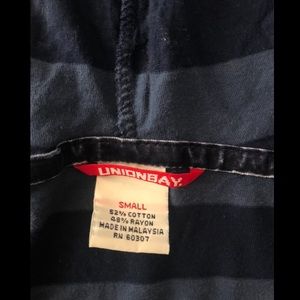 UNIONBAY
SMALL
52% COTTON
48% RAYON
MADE IN MALAYSIA
RN 60307